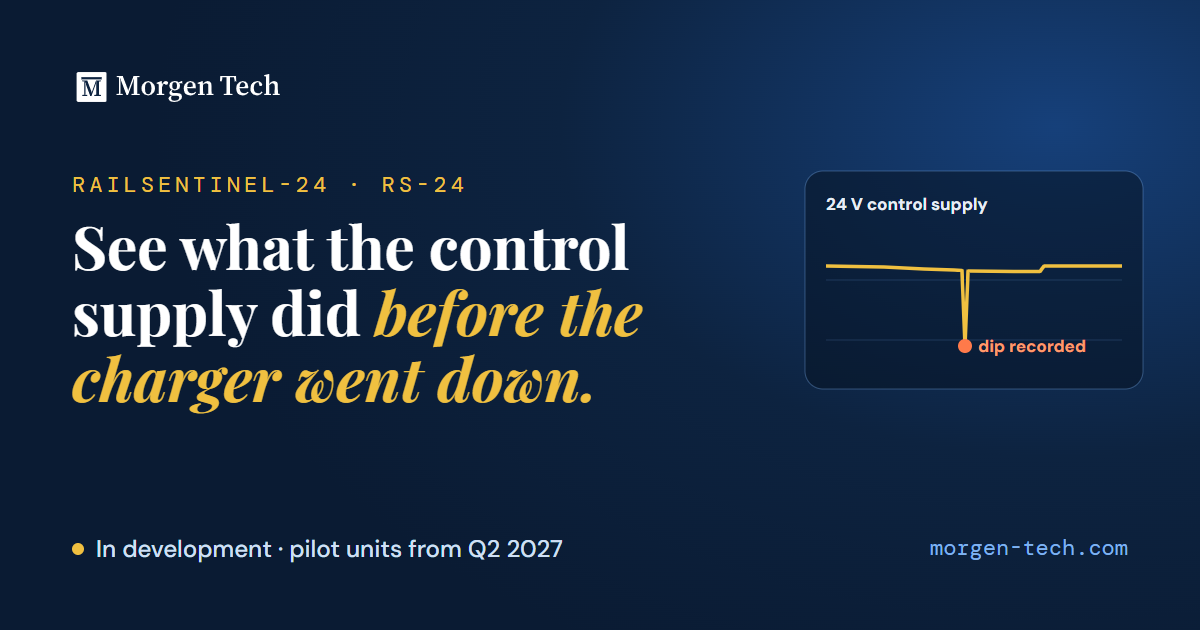 M Morgen Tech
RAILSENTINEL-24 · RS-24
See what the control
supply did before the
charger went down.
24 V control supply
dip recorded
In development · pilot units from Q2 2027
morgen-tech.com